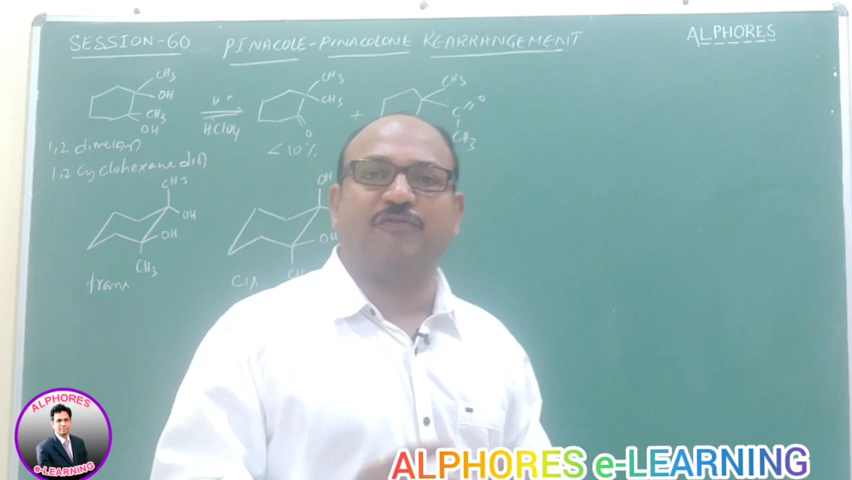 SESSION-60 PINACOLE-PINACOLONE REARRANGEMENT
ALPHORES
CH3
OH
CH3
OH
H+
HClO4
CH3
CH3
O
<10%
+
CH3
C
O
CH3
1,2 dimethyl
1,2 cyclohexane diol
CH3
OH
OH
CH3
trans
OH
OH
CH
Cis
ALPHORES
e-LEARNING
ALPHORES e-LEARNING